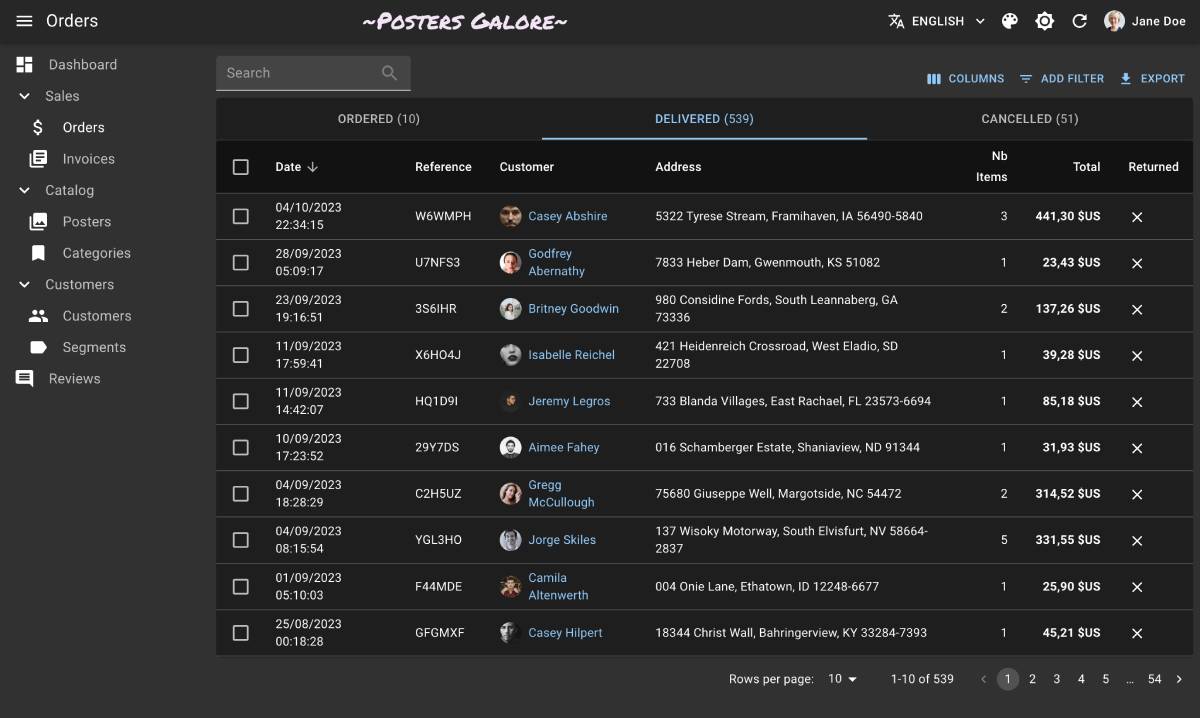 Orders
~Posters Galore~
ENGLISH
Jane Doe
Dashboard
Sales
Orders
Invoices
Catalog
Posters
Categories
Customers
Customers
Segments
Reviews
Search
COLUMNS
ADD FILTER
EXPORT
ORDERED (10)
DELIVERED (539)
CANCELLED (51)
Date Reference Customer Address Nb Items Total Returned
04/10/2023 22:34:15 W6WMPH Casey Abshire 5322 Tyrese Stream, Framihaven, IA 56490-5840 3 441,30 $US
28/09/2023 05:09:17 U7NFS3 Godfrey Abernathy 7833 Heber Dam, Gwenmouth, KS 51082 1 23,43 $US
23/09/2023 19:16:51 3S6IHR Britney Goodwin 980 Considine Fords, South Leannaberg, GA 73336 2 137,26 $US
11/09/2023 17:59:41 X6HO4J Isabelle Reichel 421 Heidenreich Crossroad, West Eladio, SD 22708 1 39,28 $US
11/09/2023 14:42:07 HQ1D9I Jeremy Legros 733 Blanda Villages, East Rachael, FL 23573-6694 1 85,18 $US
10/09/2023 17:23:52 29Y7DS Aimee Fahey 016 Schamberger Estate, Shaniaview, ND 91344 1 31,93 $US
04/09/2023 18:28:29 C2H5UZ Gregg McCullough 75680 Giuseppe Well, Margotside, NC 54472 2 314,52 $US
04/09/2023 08:15:54 YGL3HO Jorge Skiles 137 Wisoky Motorway, South Elvisfurt, NV 58664-2837 5 331,55 $US
01/09/2023 05:10:03 F44MDE Camila Altenwerth 004 Onie Lane, Ethatown, ID 12248-6677 1 25,90 $US
25/08/2023 00:18:28 GFGMXF Casey Hilpert 18344 Christ Wall, Bahringerview, KY 33284-7393 1 45,21 $US
Rows per page: 10 1-10 of 539 1 2 3 4 5 … 54